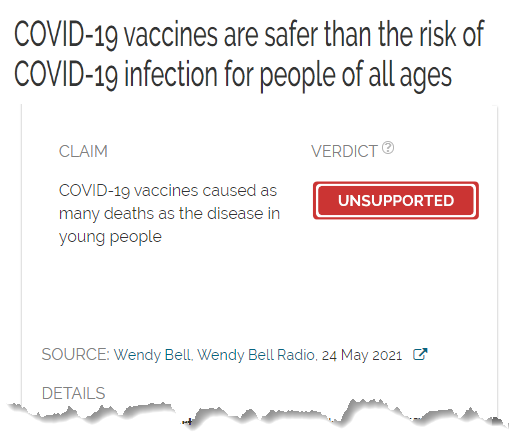 COVID-19 vaccines are safer than the risk of
COVID-19 infection for people of all ages
CLAIM
VERDICT ?
COVID-19 vaccines caused as
many deaths as the disease in
young people
UNSUPPORTED
SOURCE: Wendy Bell, Wendy Bell Radio, 24 May 2021
DETAILS